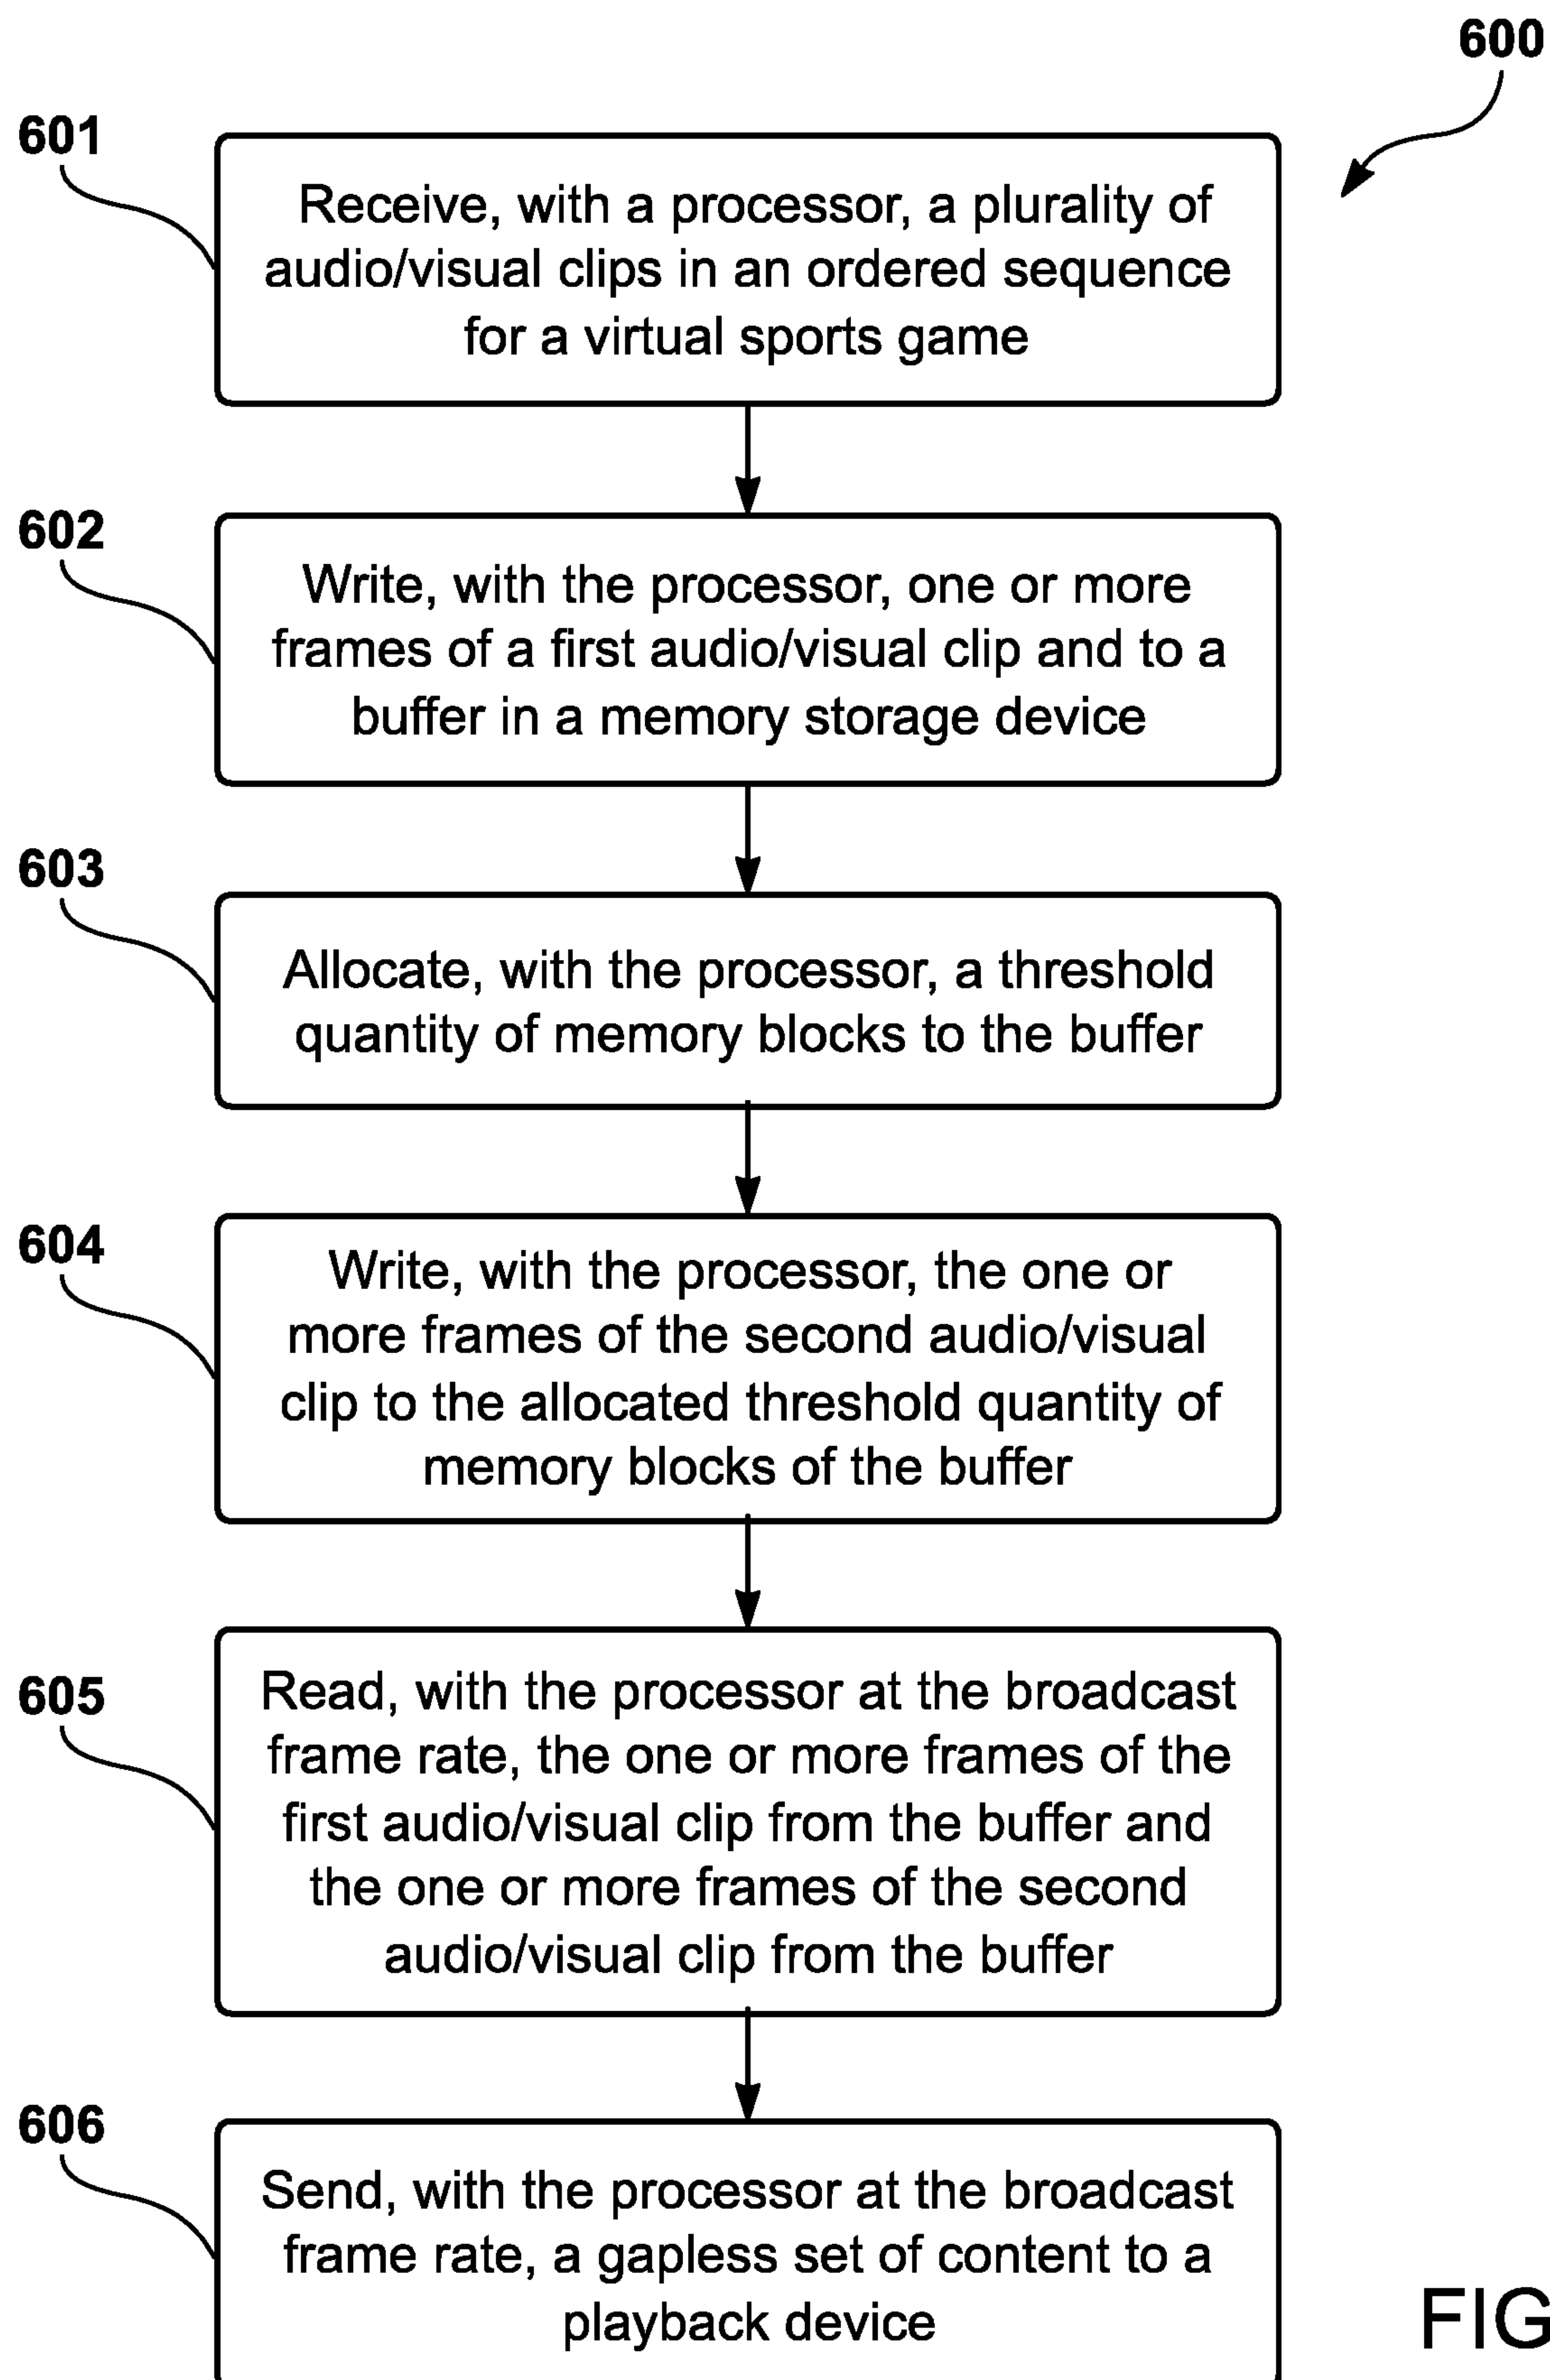 600
601
Receive, with a processor, a plurality of
audio/visual clips in an ordered sequence
for a virtual sports game
602
Write, with the processor, one or more
frames of a first audio/visual clip and to a
buffer in a memory storage device
603
Allocate, with the processor, a threshold
quantity of memory blocks to the buffer
604
Write, with the processor, the one or
more frames of the second audio/visual
clip to the allocated threshold quantity of
memory blocks of the buffer
605
Read, with the processor at the broadcast
frame rate, the one or more frames of the
first audio/visual clip from the buffer and
the one or more frames of the second
audio/visual clip from the buffer
606
Send, with the processor at the broadcast
frame rate, a gapless set of content to a
playback device
FIG